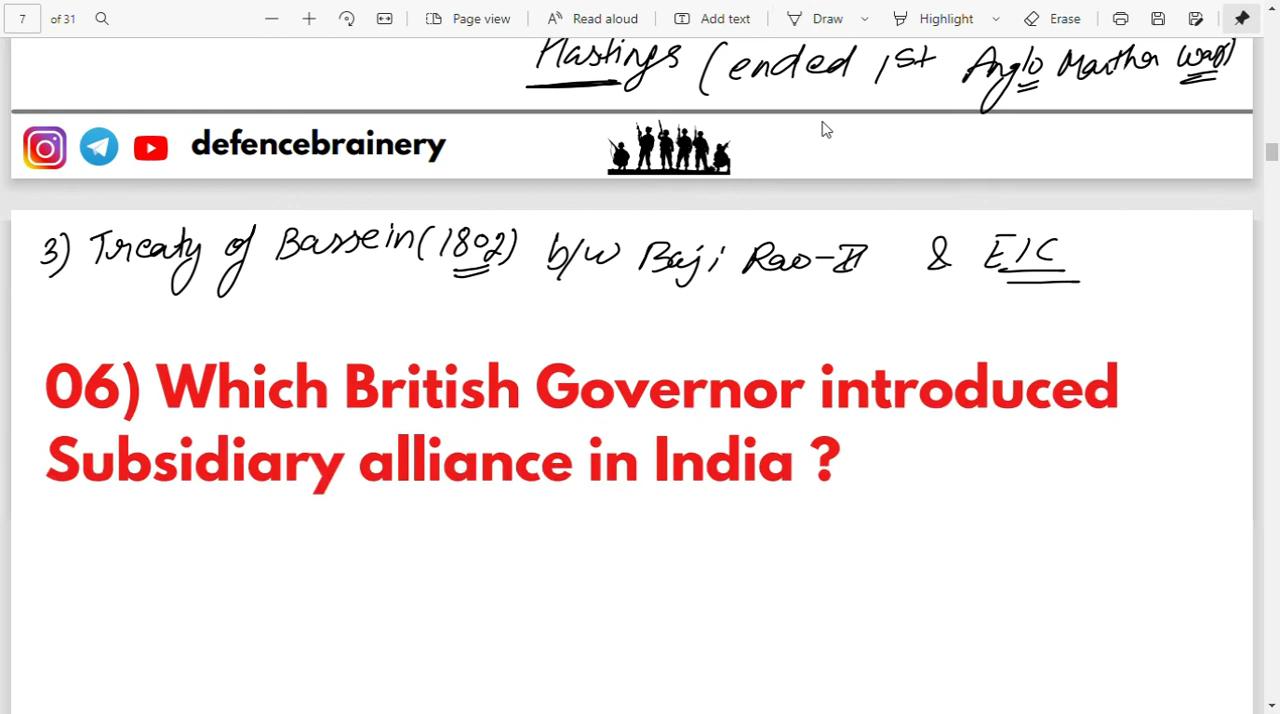 7 of 31 Page view Read aloud Add text Draw Highlight Erase
Hastings (ended 1st Anglo Maratha war)
defencebrainery
3) Treaty of Bassein (1802) b/w Baji Rao-II & EIC
06) Which British Governor introduced
Subsidiary alliance in India ?